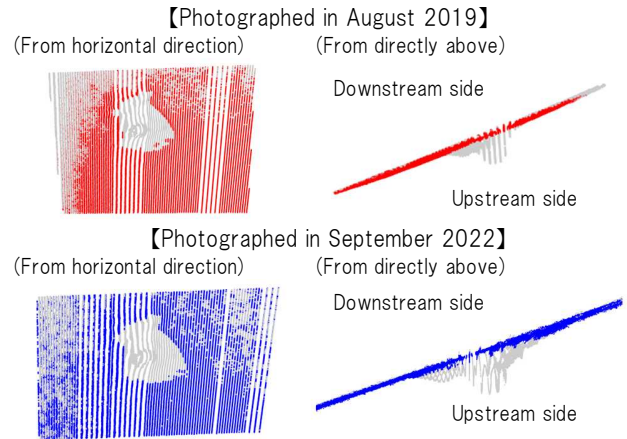 【Photographed in August 2019】
(From horizontal direction) (From directly above)
Downstream side
Upstream side
【Photographed in September 2022】
(From horizontal direction) (From directly above)
Downstream side
Upstream side